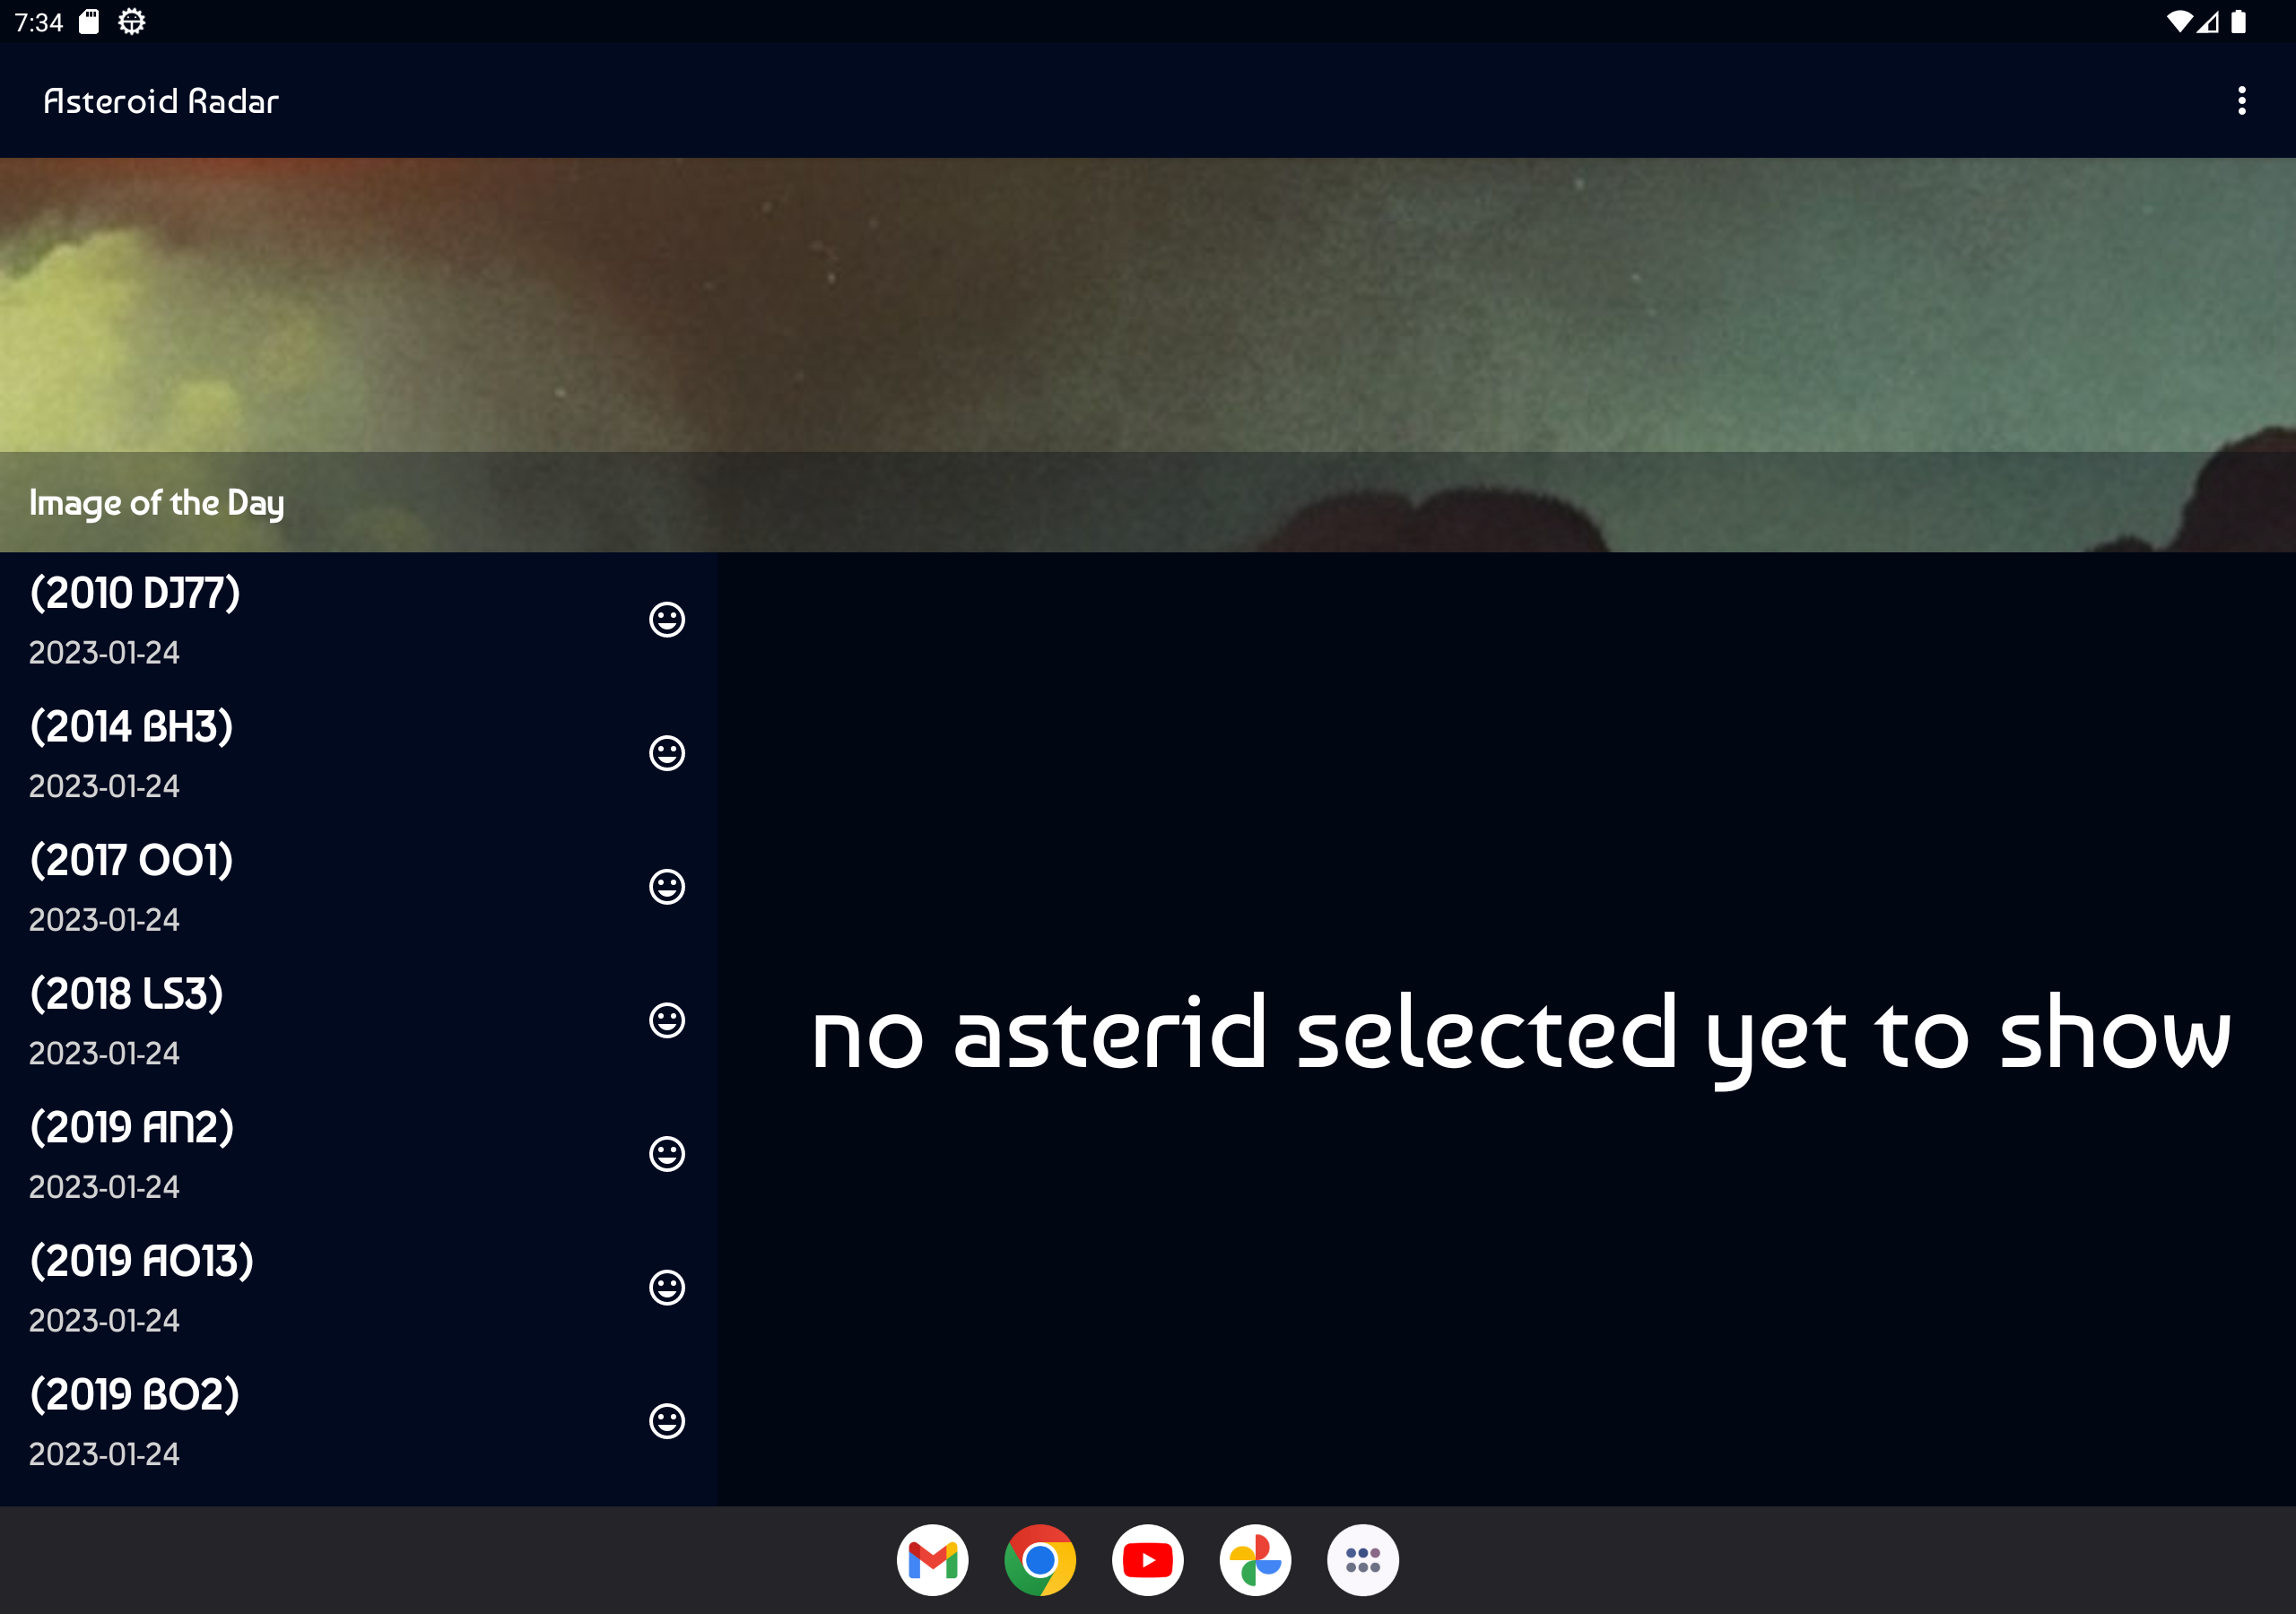 7:34
Asteroid Radar
Image of the Day
(2010 DJ77)
2023-01-24
(2014 BH3)
2023-01-24
(2017 OO1)
2023-01-24
(2018 LS3)
2023-01-24
(2019 AN2)
2023-01-24
(2019 AO13)
2023-01-24
(2019 BO2)
2023-01-24
no asterid selected yet to show